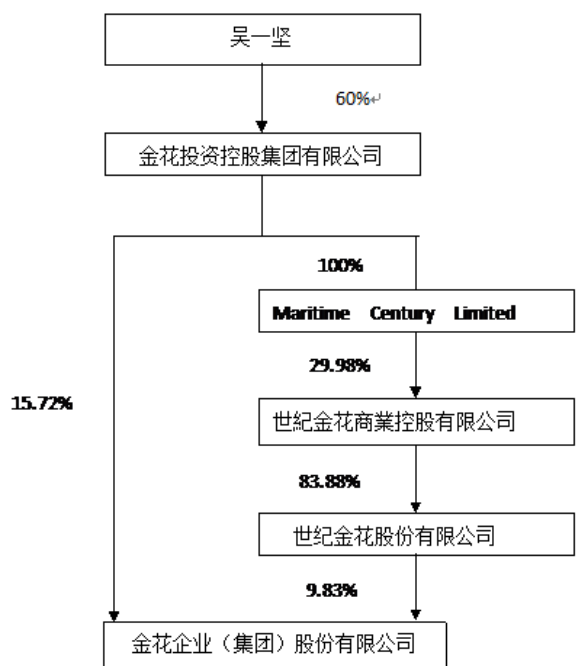 吴一坚
60%↵
金花投资控股集团有限公司
100%
Maritime Century Limited
29.98%
15.72%
世紀金花商業控股有限公司
83.88%
世纪金花股份有限公司
9.83%
金花企业（集团）股份有限公司